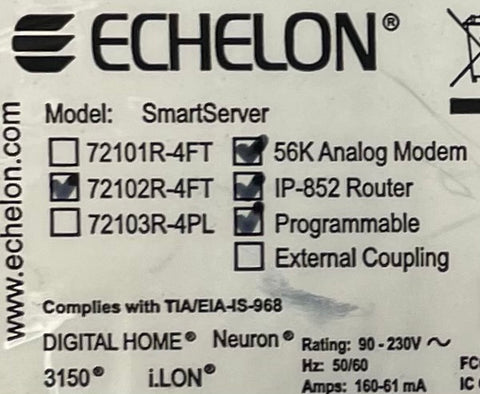 ECHELON®
Model: SmartServer
72101R-4FT 56K Analog Modem
72102R-4FT IP-852 Router
72103R-4PL Programmable
External Coupling
www.echelon.com
Complies with TIA/EIA-IS-968
DIGITAL HOME® Neuron® Rating: 90 - 230V ~
3150® i.LON® Hz: 50/60 FC
Amps: 160-61 mA IC